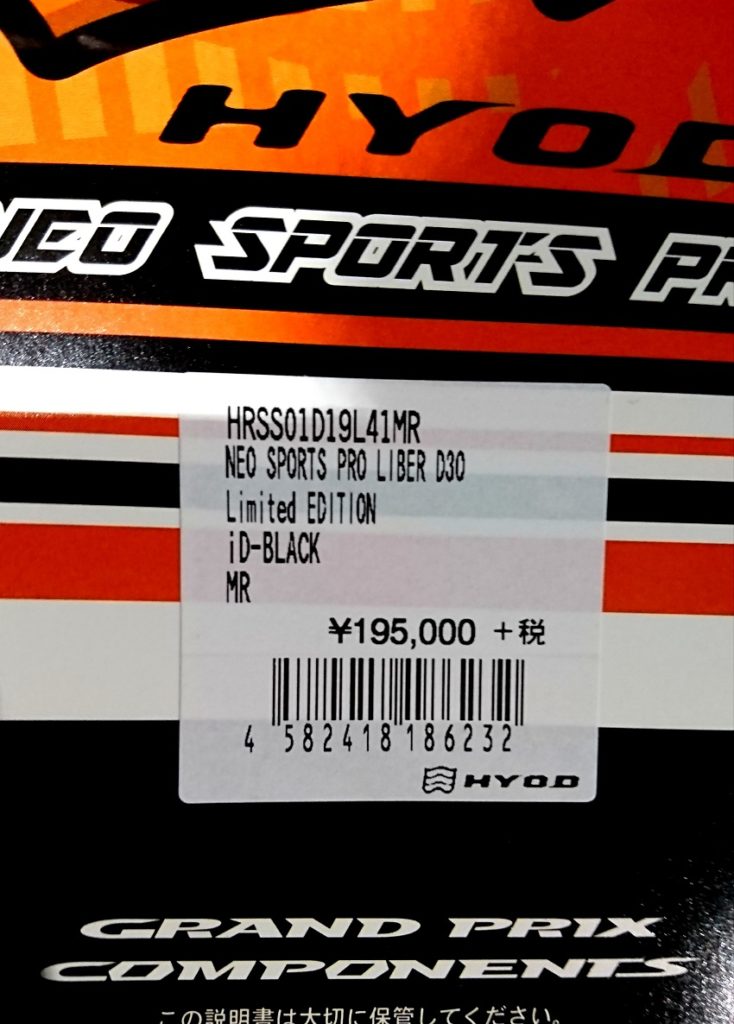 HYOD
NEO SPORTS PR
HRSS01D19L41MR
NEO SPORTS PRO LIBER D30
Limited EDITION
iD-BLACK
MR
¥195,000 +税
4 582418 186232
HYOD
GRAND PRIX
COMPONENTS
この説明書は大切に保管してください。